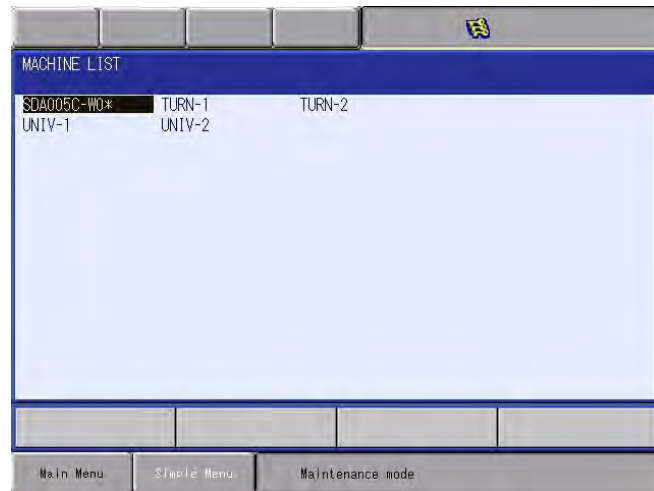 MACHINE LIST
SDA005C-W0* TURN-1 TURN-2
UNIV-1 UNIV-2
Main Menu Simple Menu Maintenance mode